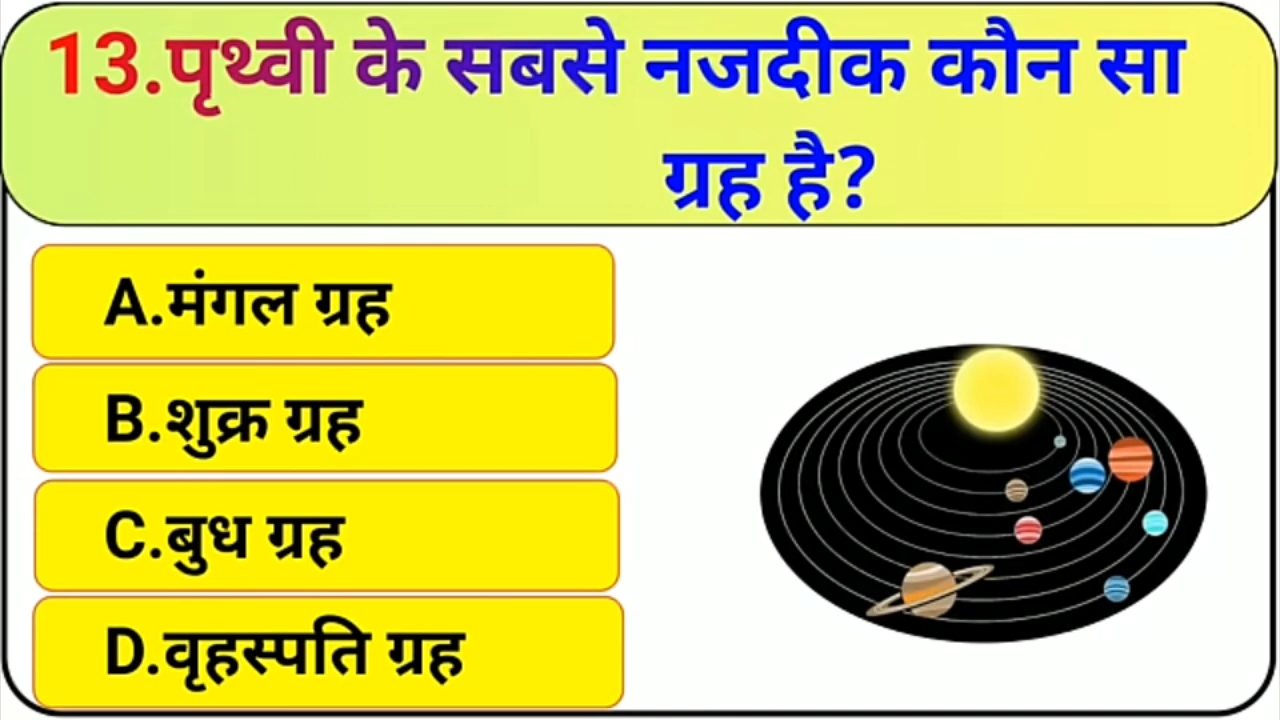 13.पृथ्वी के सबसे नजदीक कौन सा
ग्रह है?
A.मंगल ग्रह
B.शुक्र ग्रह
C.बुध ग्रह
D.वृहस्पति ग्रह